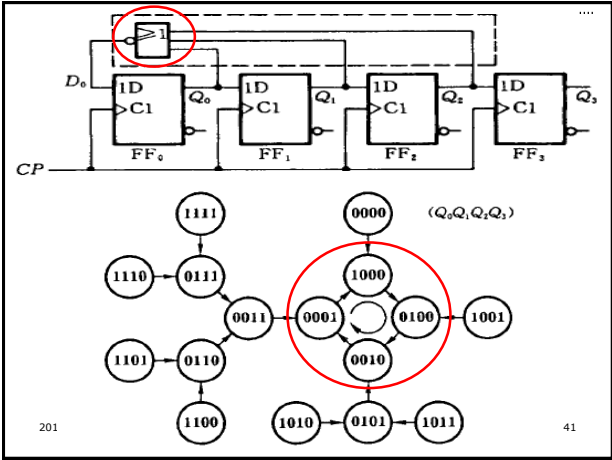 ....
≥1
D₀
1D
Q₀
1D
Q₁
1D
Q₂
1D
Q₃
C1
C1
C1
C1
FF₀
FF₁
FF₂
FF₃
CP
1111
0000
(Q₀Q₁Q₂Q₃)
1110
0111
1000
0011
0001
0100
1001
1101
0110
0010
1100
1010
0101
1011
201
41